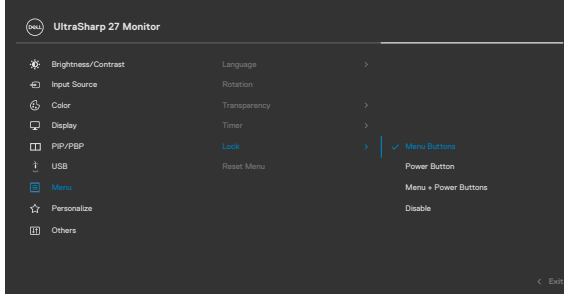 DELL UltraSharp 27 Monitor
Brightness/Contrast
Input Source
Color
Display
PIP/PBP
USB
Menu
Personalize
Others
Language
Rotation
Transparency
Timer
Lock
Reset Menu
Menu Buttons
Power Button
Menu + Power Buttons
Disable
Exit